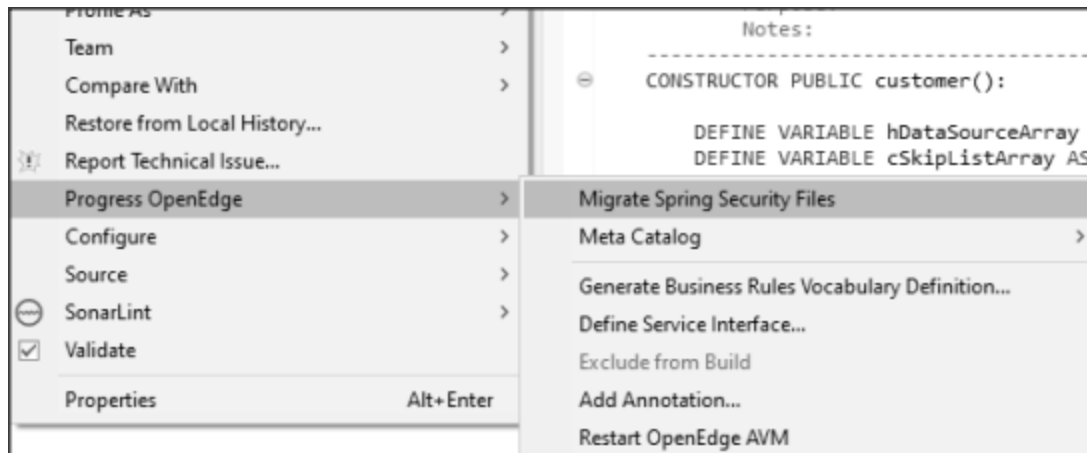 Profile As
Team
Compare With
Restore from Local History...
Report Technical Issue...
Progress OpenEdge
Configure
Source
SonarLint
Validate
Properties Alt+Enter
Notes:
CONSTRUCTOR PUBLIC customer():
DEFINE VARIABLE hDataSourceArray
DEFINE VARIABLE cSkipListArray AS
Migrate Spring Security Files
Meta Catalog
Generate Business Rules Vocabulary Definition...
Define Service Interface...
Exclude from Build
Add Annotation...
Restart OpenEdge AVM